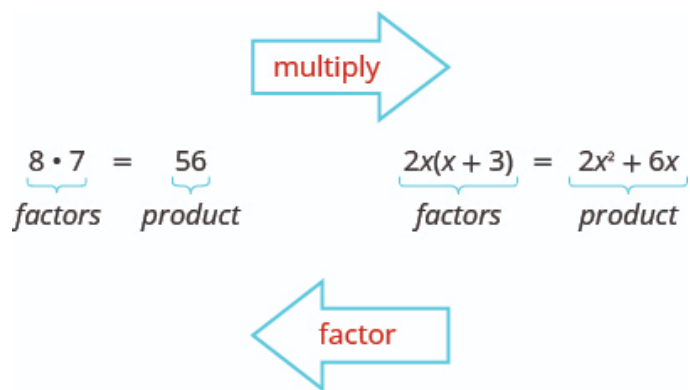 multiply
8 • 7 = 56 2x(x + 3) = 2x² + 6x
factors product factors product
factor